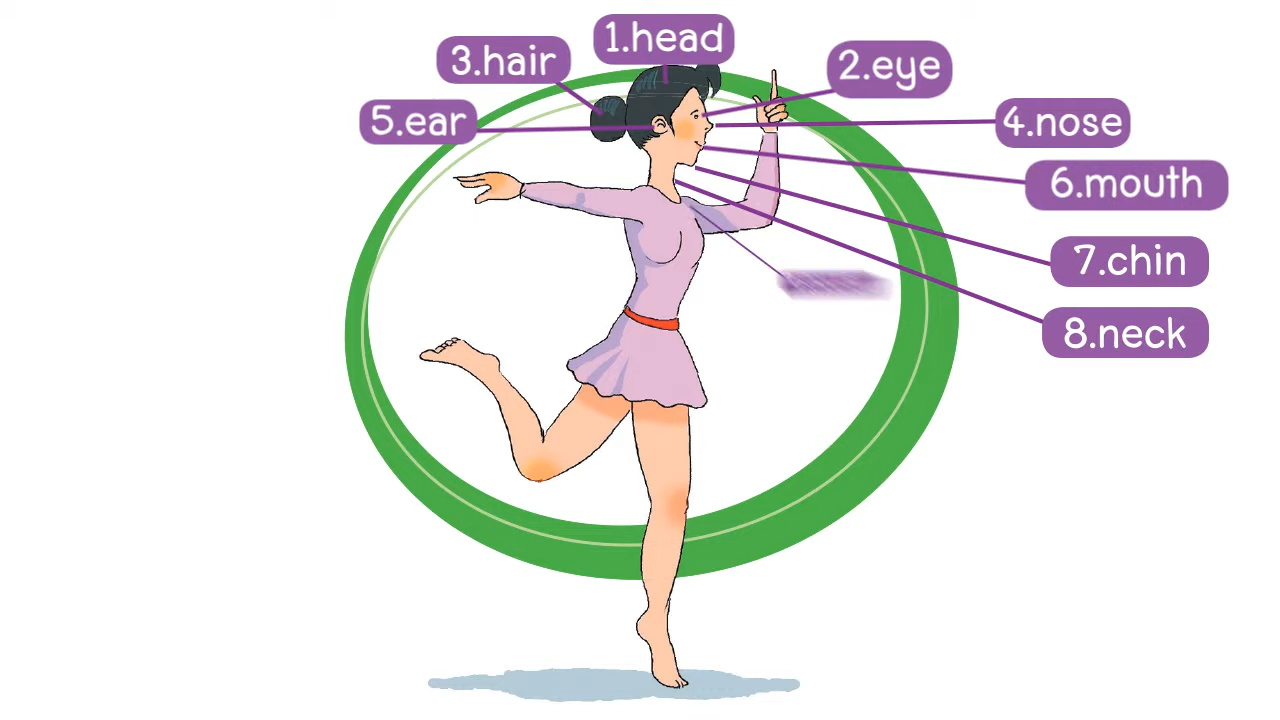 1.head
2.eye
3.hair
4.nose
5.ear
6.mouth
7.chin
8.neck